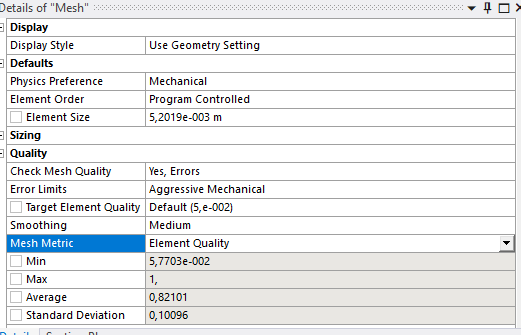 Details of "Mesh"
Display
Display Style Use Geometry Setting
Defaults
Physics Preference Mechanical
Element Order Program Controlled
Element Size 5,2019e-003 m
Sizing
Quality
Check Mesh Quality Yes, Errors
Error Limits Aggressive Mechanical
Target Element Quality Default (5,e-002)
Smoothing Medium
Mesh Metric Element Quality
Min 5,7703e-002
Max 1,
Average 0,82101
Standard Deviation 0,10096